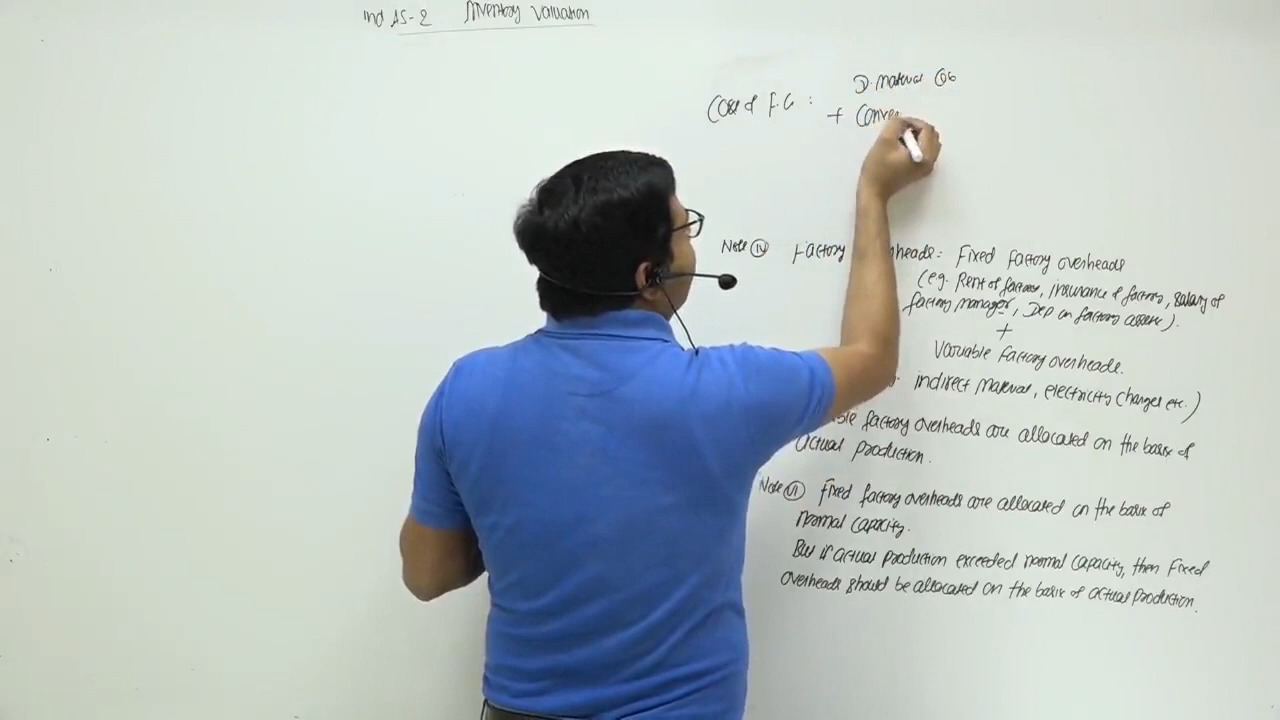 Ind AS-2 Inventory Valuation
D. Material Cos
Cost of F.G : + Conve
Note (IV) Factory heads: Fixed factory overheads
(eg. Rent of factory, insurance of factory, salary of
factory manager, Dep on factory assets).
+
Variable factory overheads.
indirect material, electricity charges etc.)
ble factory overheads are allocated on the basis of
actual production.
Note (VI) Fixed factory overheads are allocated on the basis of
normal capacity.
But if actual production exceeded normal capacity, then fixed
overheads should be allocated on the basis of actual production.